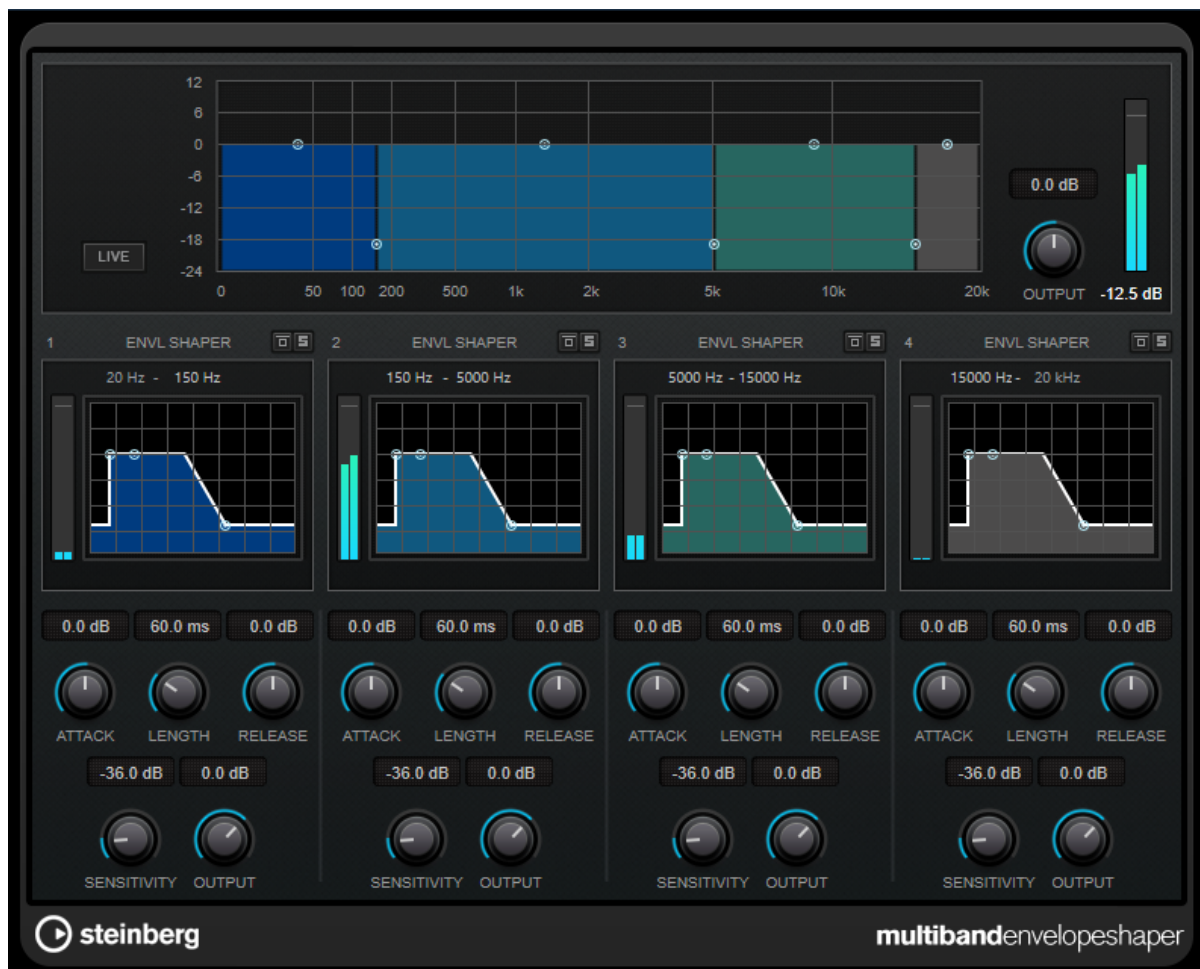 12
6
0
-6
-12
-18
-24
LIVE
0 50 100 200 500 1k 2k 5k 10k 20k
0.0 dB
OUTPUT -12.5 dB
1 ENVL SHAPER S
2 ENVL SHAPER S
3 ENVL SHAPER S
4 ENVL SHAPER S
20 Hz - 150 Hz
150 Hz - 5000 Hz
5000 Hz - 15000 Hz
15000 Hz - 20 kHz
0.0 dB 60.0 ms 0.0 dB
ATTACK LENGTH RELEASE
-36.0 dB 0.0 dB
SENSITIVITY OUTPUT
0.0 dB 60.0 ms 0.0 dB
ATTACK LENGTH RELEASE
-36.0 dB 0.0 dB
SENSITIVITY OUTPUT
0.0 dB 60.0 ms 0.0 dB
ATTACK LENGTH RELEASE
-36.0 dB 0.0 dB
SENSITIVITY OUTPUT
0.0 dB 60.0 ms 0.0 dB
ATTACK LENGTH RELEASE
-36.0 dB 0.0 dB
SENSITIVITY OUTPUT
steinberg
multibandenvelopeshaper